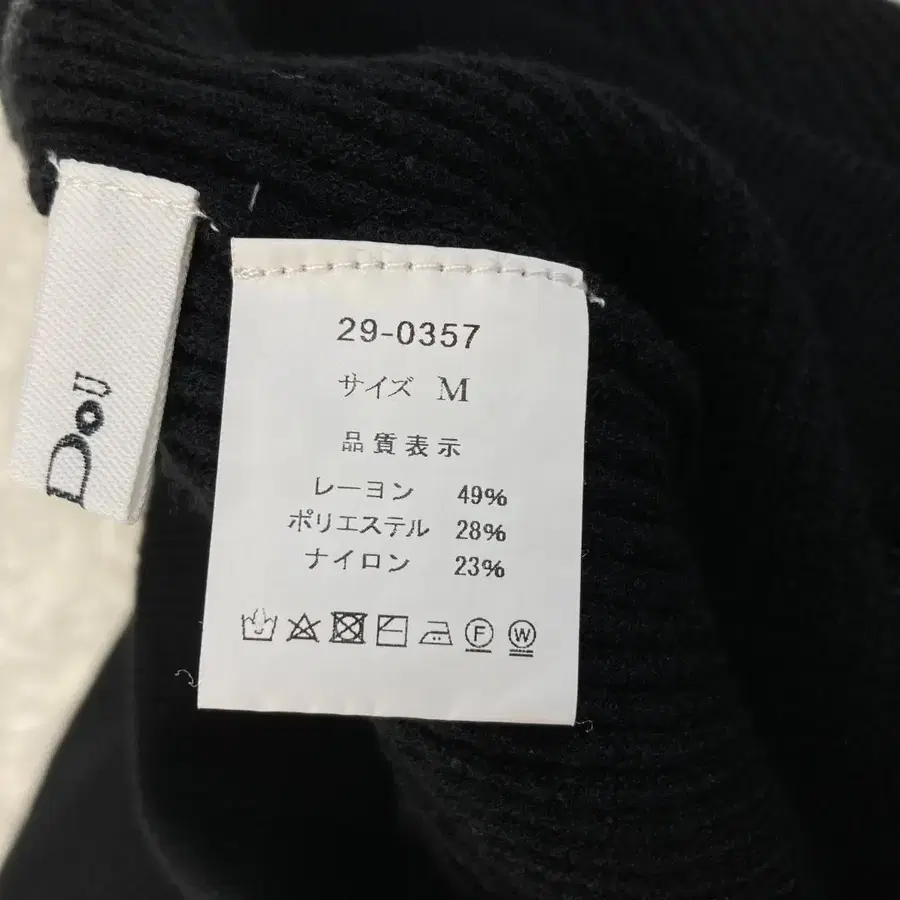 Dou
29-0357
サイズ M
品質表示
レーヨン 49%
ポリエステル 28%
ナイロン 23%
F W